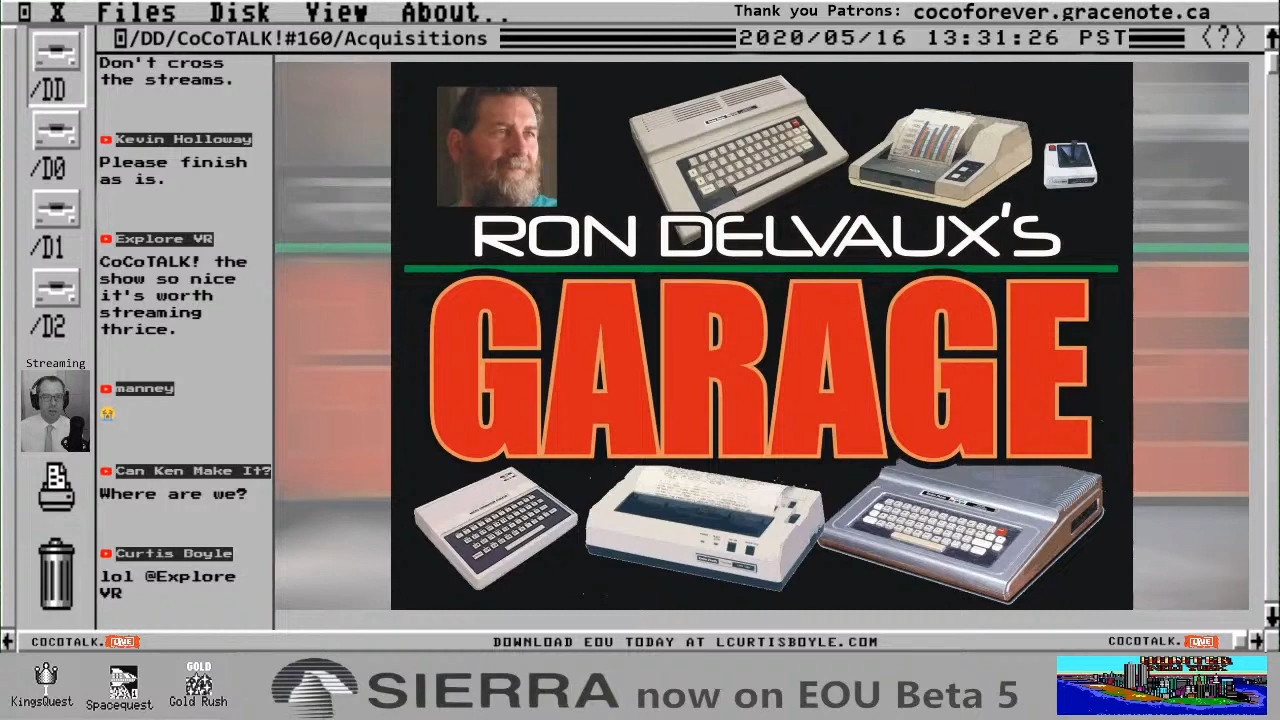 X Files Disk View About..
Thank you Patrons: cocoforever.gracenote.ca
/DD/CoCoTALK!#160/Acquisitions
2020/05/16 13:31:26 PST
(?)
/DD
/D0
/D1
/D2
Streaming
Don't cross
the streams.
Kevin Holloway
Please finish
as is.
Explore VR
CoCoTALK! the
show so nice
it's worth
streaming
thrice.
manney
Can Ken Make It?
Where are we?
Curtis Boyle
lol @Explore
VR
RON DELVAUX'S
GARAGE
COCOTALK.LIVE
DOWNLOAD EOU TODAY AT LCURTISBOYLE.COM
COCOTALK.LIVE
KingsQuest
Spacequest
GOLD
RUSH
Gold Rush
SIERRA now on EOU Beta 5